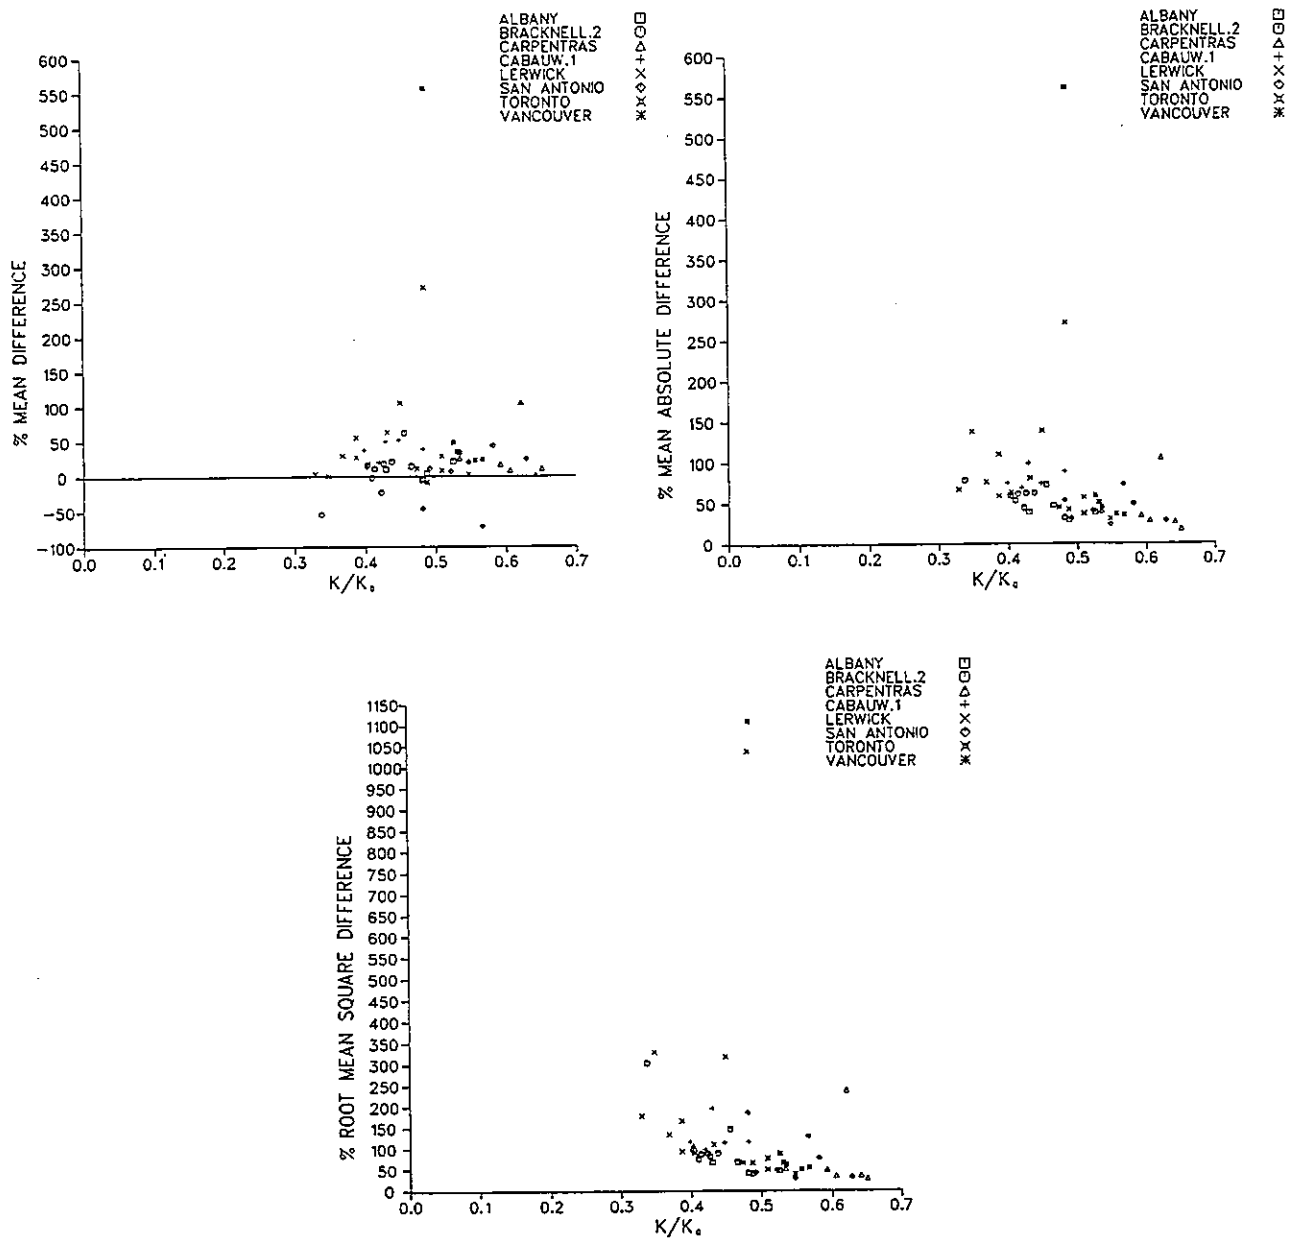 ALBANY
BRACKNELL.2
CARPENTRAS
CABAUW.1
LERWICK
SAN ANTONIO
TORONTO
VANCOUVER
600
550
500
450
400
350
300
250
200
150
100
50
0
-50
-100
% MEAN DIFFERENCE
0.0 0.1 0.2 0.3 0.4 0.5 0.6 0.7
K/K₀
ALBANY
BRACKNELL.2
CARPENTRAS
CABAUW.1
LERWICK
SAN ANTONIO
TORONTO
VANCOUVER
600
550
500
450
400
350
300
250
200
150
100
50
0
% MEAN ABSOLUTE DIFFERENCE
0.0 0.1 0.2 0.3 0.4 0.5 0.6 0.7
K/K₀
ALBANY
BRACKNELL.2
CARPENTRAS
CABAUW.1
LERWICK
SAN ANTONIO
TORONTO
VANCOUVER
1150
1100
1050
1000
950
900
850
800
750
700
650
600
550
500
450
400
350
300
250
200
150
100
50
0
% ROOT MEAN SQUARE DIFFERENCE
0.0 0.1 0.2 0.3 0.4 0.5 0.6 0.7
K/K₀